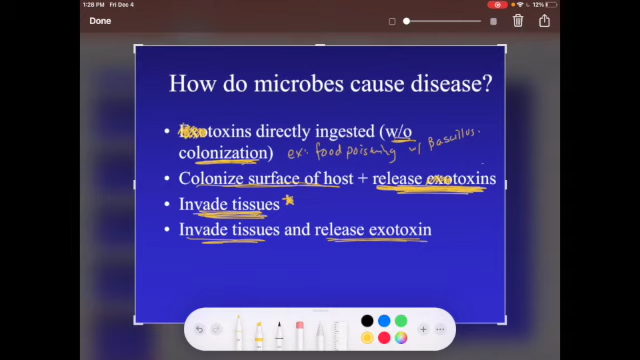 1:28 PM Fri Dec 4
12%
Done
How do microbes cause disease?
• Exotoxins directly ingested (w/o
colonization) ex: food poisoning w/ Bascillus.
• Colonize surface of host + release exotoxins
• Invade tissues
• Invade tissues and release exotoxin